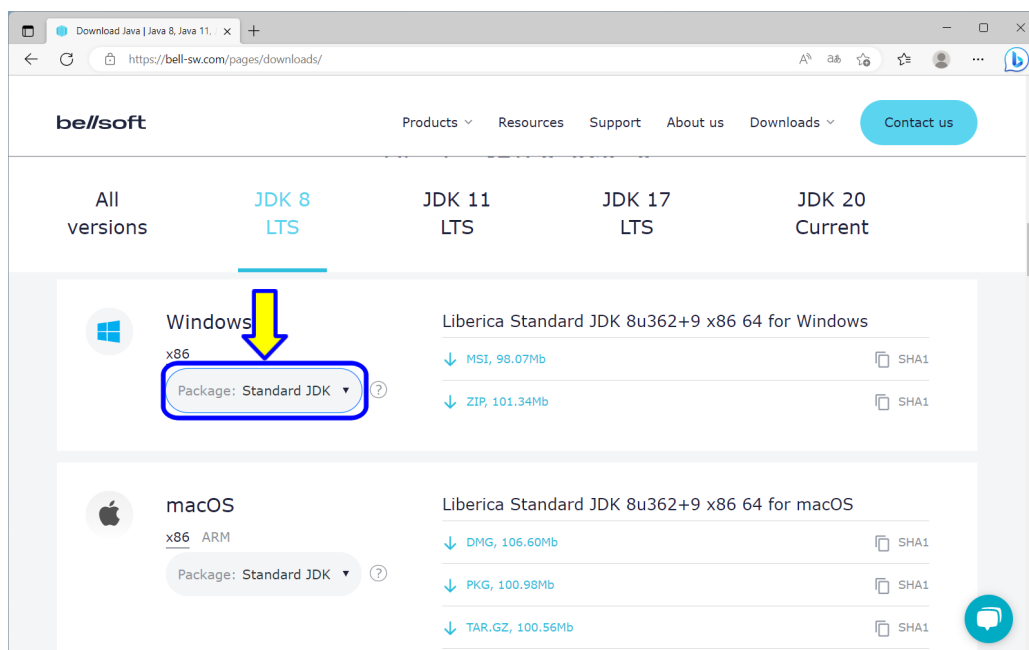 Download Java | Java 8, Java 11,
https://bell-sw.com/pages/downloads/
bellsoft
Products Resources Support About us Downloads Contact us
All versions
JDK 8 LTS
JDK 11 LTS
JDK 17 LTS
JDK 20 Current
Windows
x86
Package: Standard JDK
?
Liberica Standard JDK 8u362+9 x86 64 for Windows
MSI, 98.07Mb SHA1
ZIP, 101.34Mb SHA1
macOS
x86 ARM
Package: Standard JDK
?
Liberica Standard JDK 8u362+9 x86 64 for macOS
DMG, 106.60Mb SHA1
PKG, 100.98Mb SHA1
TAR.GZ, 100.56Mb SHA1